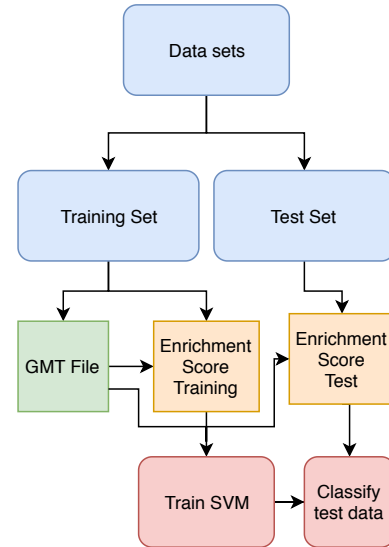 Data sets
Training Set
Test Set
GMT File
Enrichment
Score
Training
Enrichment
Score
Test
Train SVM
Classify
test data